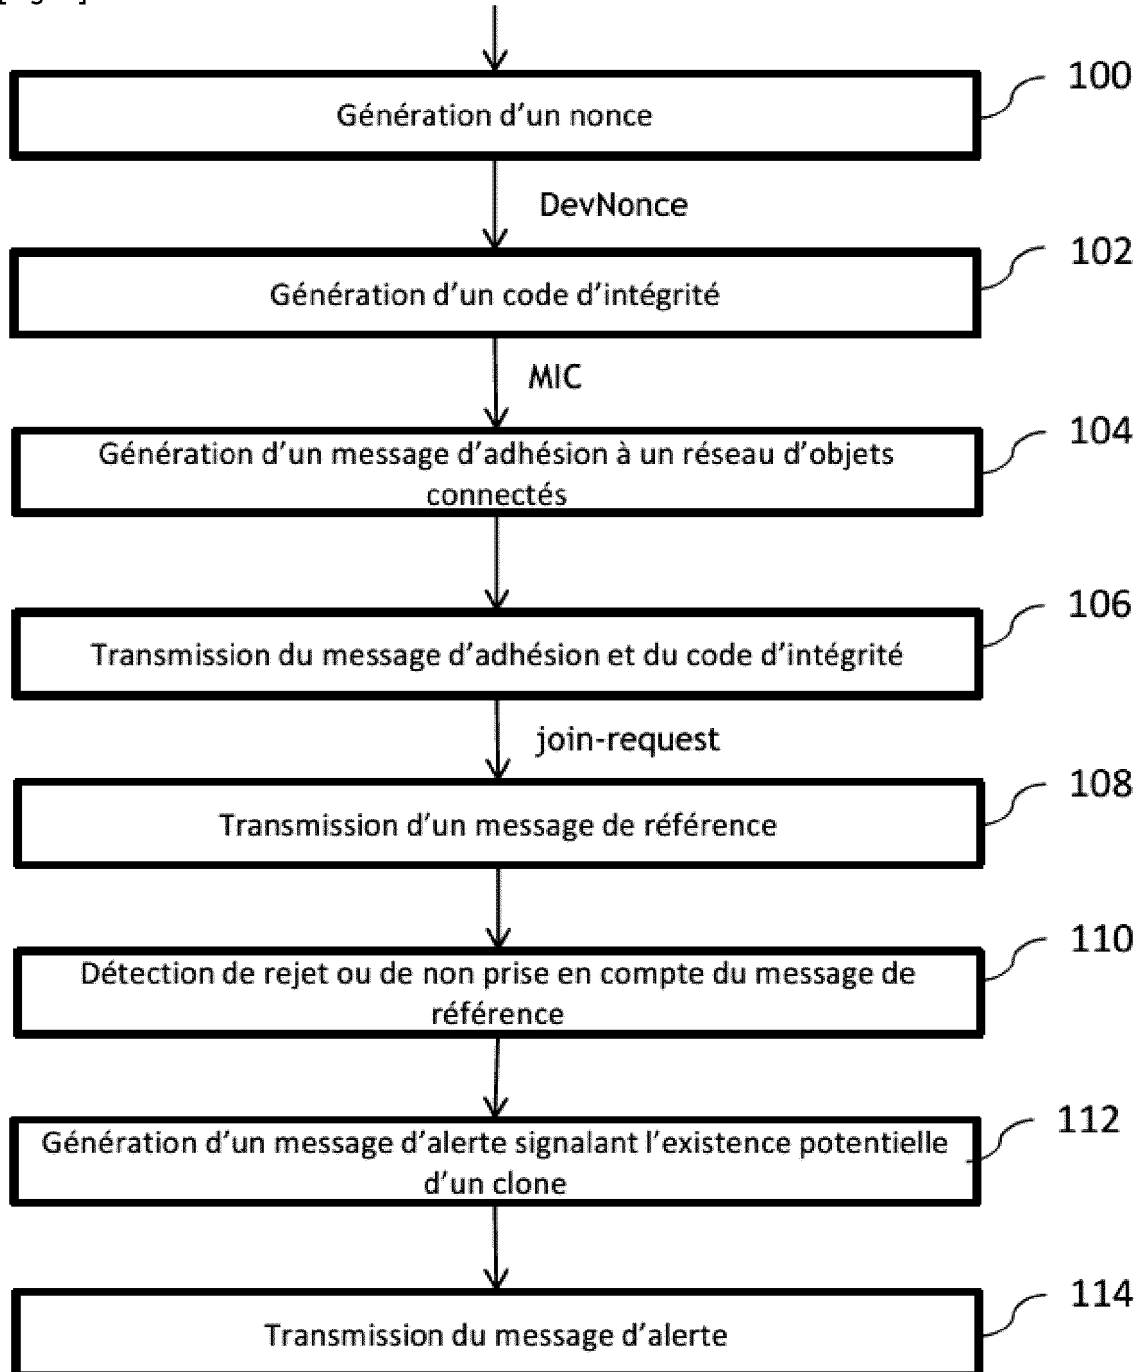 100
Génération d'un nonce
DevNonce
102
Génération d'un code d'intégrité
MIC
104
Génération d'un message d'adhésion à un réseau d'objets
connectés
106
Transmission du message d'adhésion et du code d'intégrité
join-request
108
Transmission d'un message de référence
110
Détection de rejet ou de non prise en compte du message de
référence
112
Génération d'un message d'alerte signalant l'existence potentielle
d'un clone
114
Transmission du message d'alerte